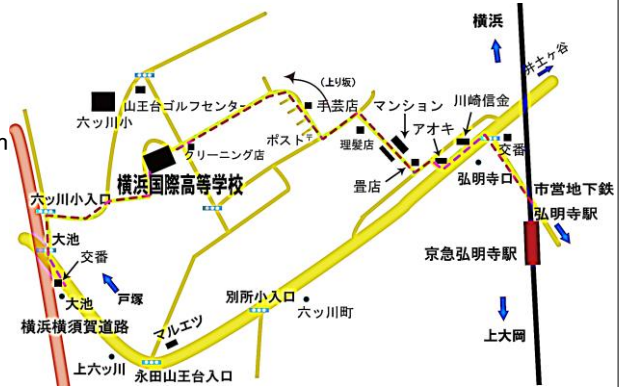 横浜
井土ヶ谷
(上り坂)
山王台ゴルフセンター
手芸店
マンション
川崎信金
六ッ川小
ポスト〒
理髪店
アオキ
交番
クリーニング店
弘明寺口
畳店
横浜国際高等学校
市営地下鉄
弘明寺駅
六ッ川小入口
大池
京急弘明寺駅
交番
戸塚
別所小入口
大池
六ッ川町
横浜横須賀道路
マルエツ
上大岡
上六ッ川
永田山王台入口